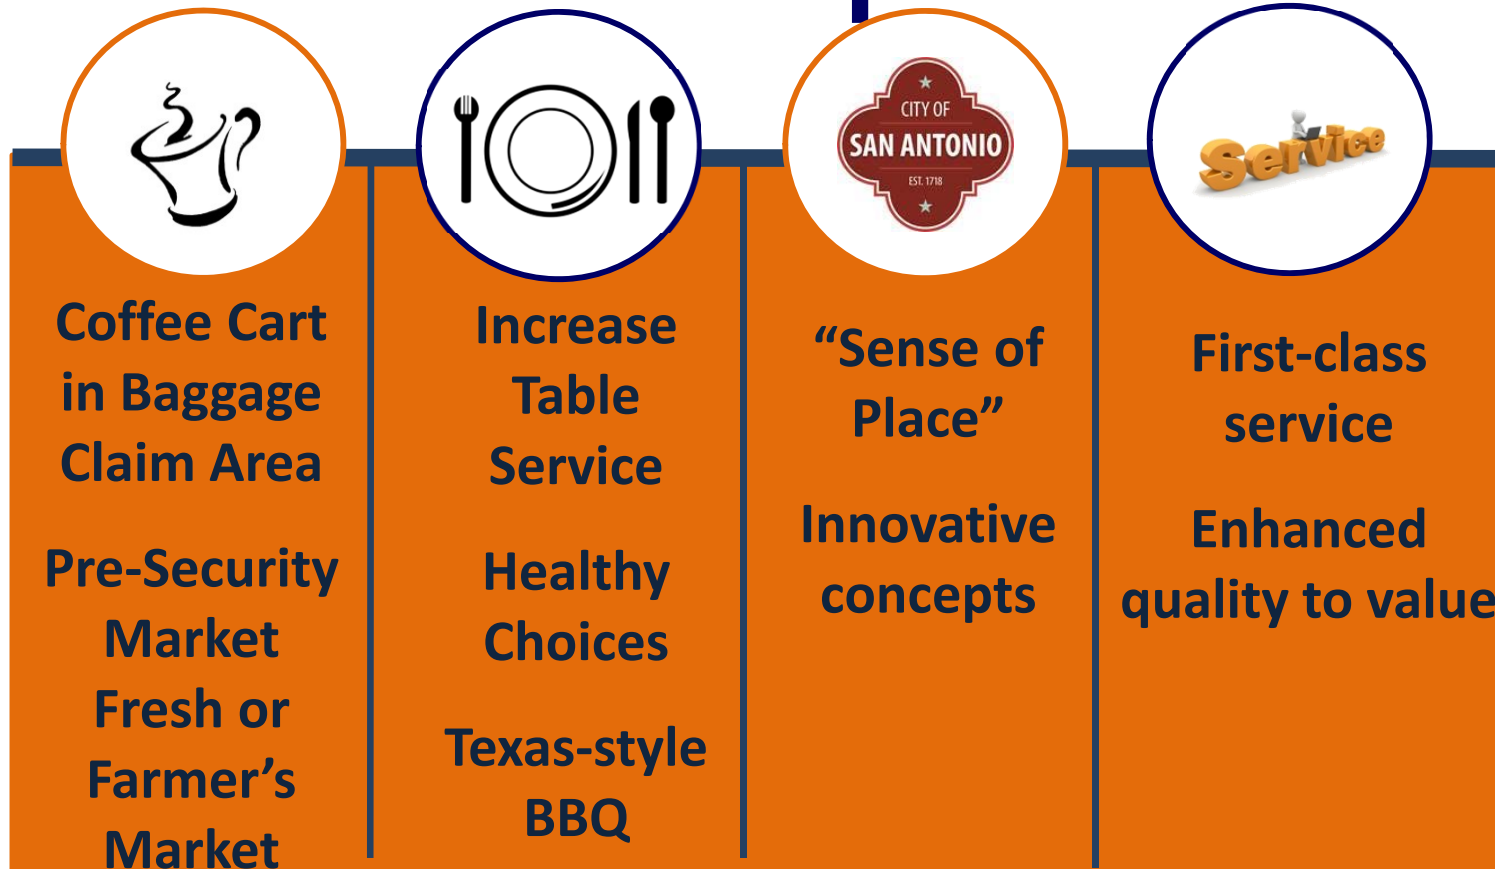 CITY OF
SAN ANTONIO
EST. 1718
Service
Coffee Cart
in Baggage
Claim Area
Pre-Security
Market
Fresh or
Farmer’s
Market
Increase
Table
Service
Healthy
Choices
Texas-style
BBQ
“Sense of
Place”
Innovative
concepts
First-class
service
Enhanced
quality to value